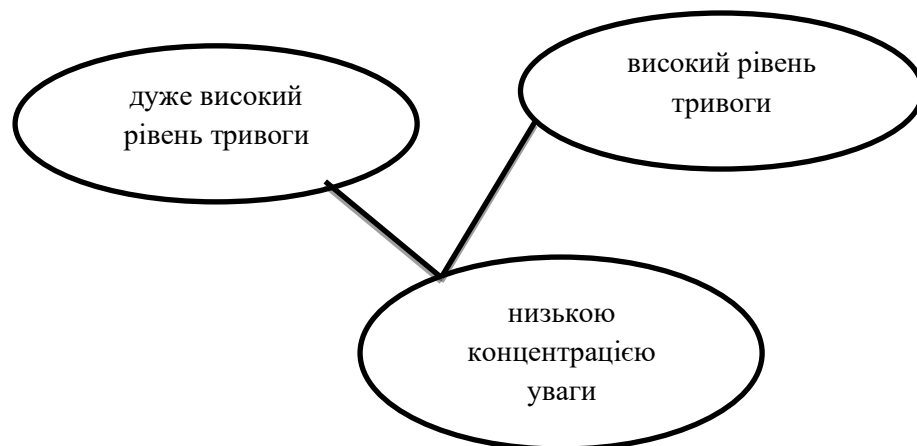 дуже високий
рівень тривоги
високий рівень
тривоги
низькою
концентрацією
уваги